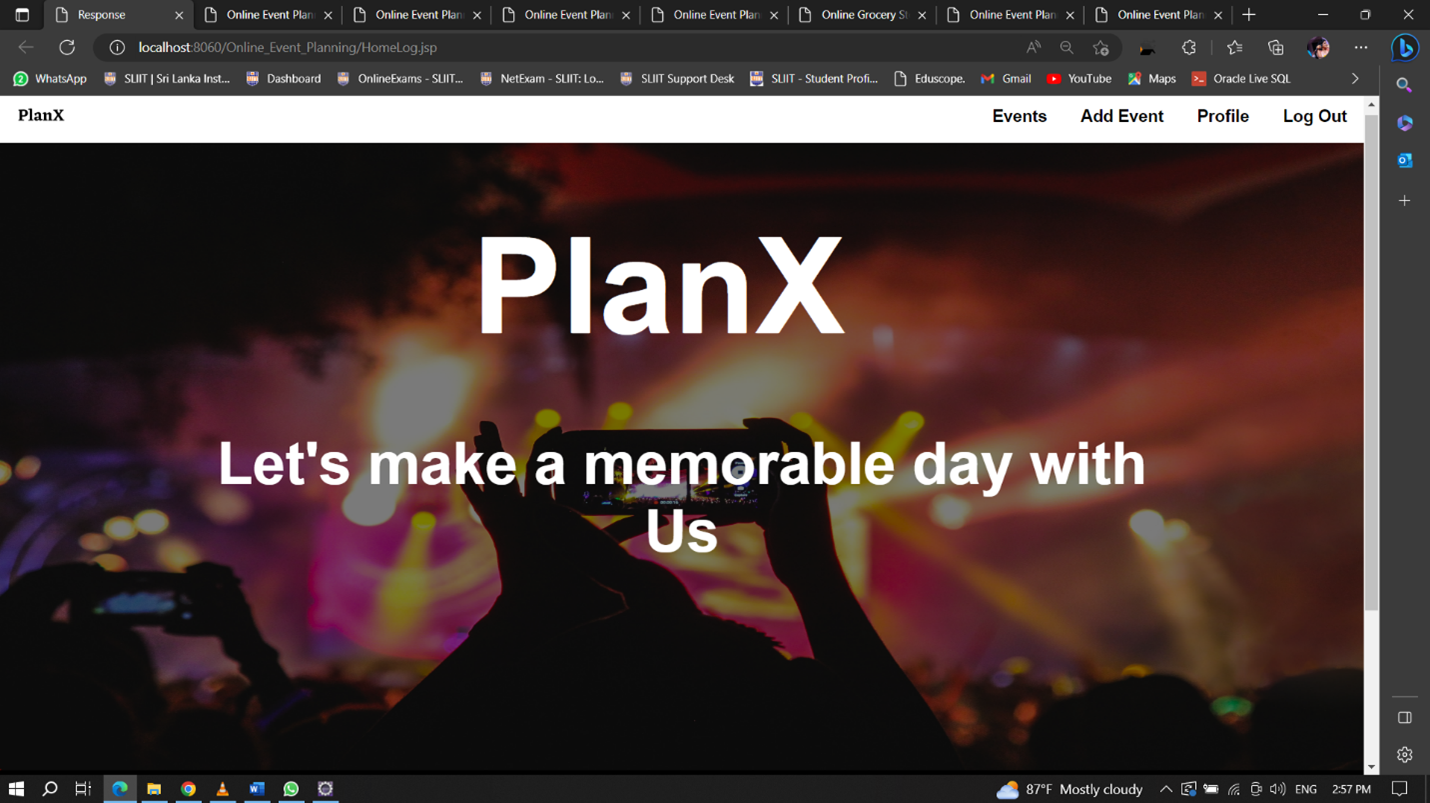 Response
Online Event Plan
Online Event Plan
Online Event Plan
Online Event Plan
Online Grocery St
Online Event Plan
Online Event Plan
localhost:8060/Online_Event_Planning/HomeLog.jsp
WhatsApp
SLIIT | Sri Lanka Inst...
Dashboard
OnlineExams - SLIIT...
NetExam - SLIIT: Lo...
SLIIT Support Desk
SLIIT - Student Profi...
Eduscope.
Gmail
YouTube
Maps
Oracle Live SQL
PlanX
Events
Add Event
Profile
Log Out
PlanX
Let's make a memorable day with
Us
87°F Mostly cloudy
ENG
2:57 PM